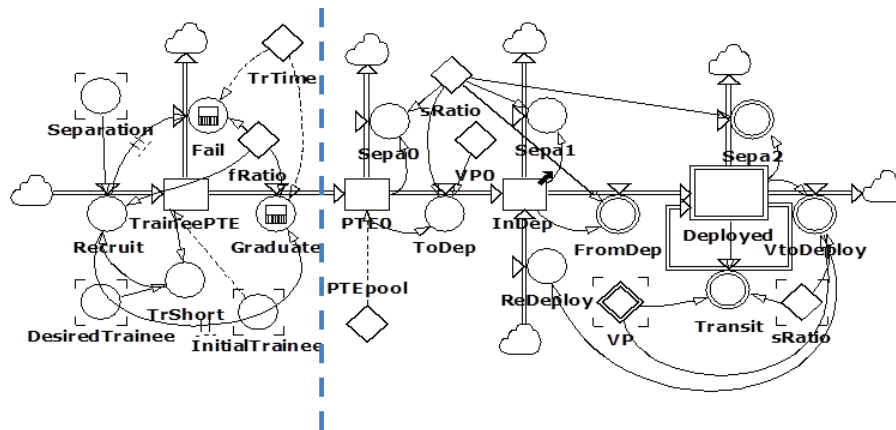 TrTime
Separation
sRatio
Fail
Sepa0
Sepa1
Sepa2
fRatio
VP0
TraineePTE
PTE0
InDep
Deployed
Recruit
Graduate
ToDep
FromDep
VtoDeploy
PTEpool
ReDeploy
TrShort
DesiredTrainee
InitialTrainee
VP
Transit
sRatio